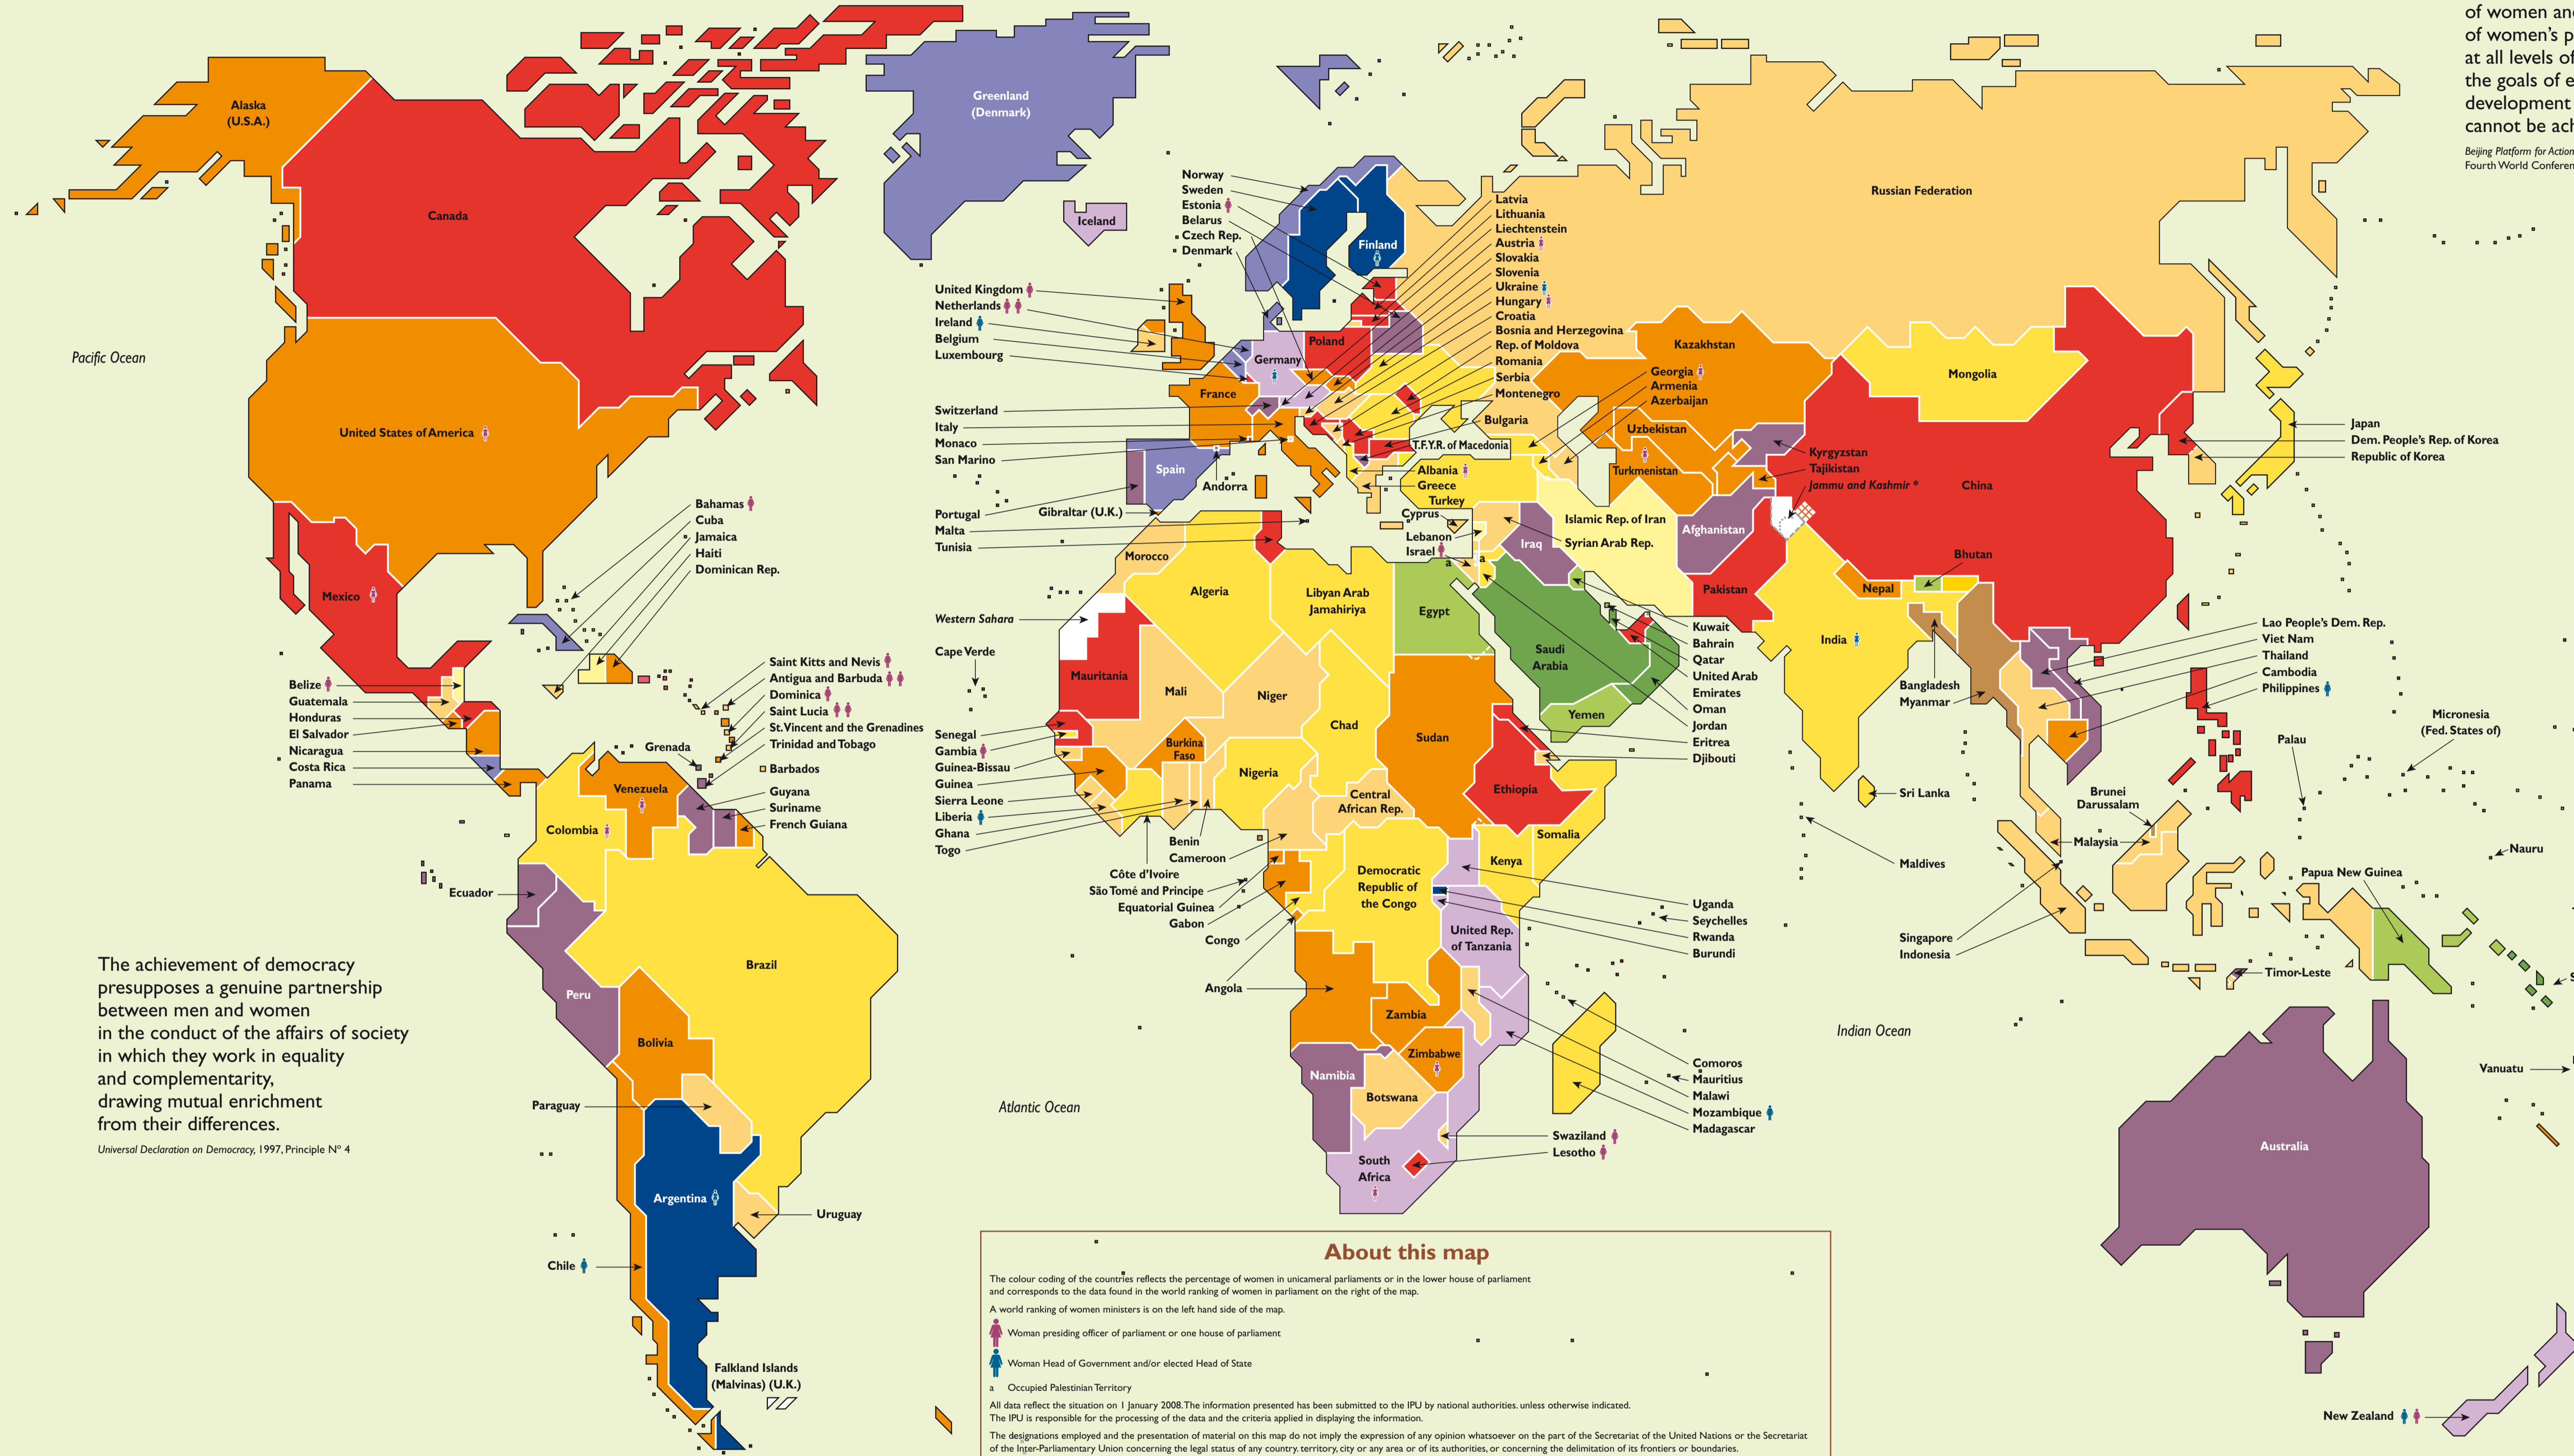 of women and
of women's p
at all levels of
the goals of e
development
cannot be ach
Beijing Platform for Action
Fourth World Conferen
Alaska
(U.S.A.)
Canada
Greenland
(Denmark)
Iceland
Russian Federation
Norway
Sweden
Estonia
Belarus
Czech Rep.
Denmark
Finland
Latvia
Lithuania
Liechtenstein
Austria
Slovakia
Slovenia
Ukraine
Hungary
Croatia
Bosnia and Herzegovina
Rep. of Moldova
Romania
Serbia
Montenegro
Bulgaria
T.F.Y.R. of Macedonia
Albania
Greece
Turkey
United Kingdom
Netherlands
Ireland
Belgium
Luxembourg
Poland
Germany
France
Switzerland
Italy
Monaco
San Marino
Spain
Andorra
Portugal
Gibraltar (U.K.)
Malta
Tunisia
Georgia
Armenia
Azerbaijan
Kazakhstan
Uzbekistan
Turkmenistan
Kyrgyzstan
Tajikistan
Jammu and Kashmir *
Mongolia
China
Japan
Dem. People's Rep. of Korea
Republic of Korea
Pacific Ocean
United States of America
Mexico
Bahamas
Cuba
Jamaica
Haiti
Dominican Rep.
Cyprus
Lebanon
Israel
a
a
Syrian Arab Rep.
Iraq
Islamic Rep. of Iran
Afghanistan
Pakistan
Nepal
Bhutan
India
Morocco
Algeria
Libyan Arab
Jamahiriya
Egypt
Saudi
Arabia
Yemen
Kuwait
Bahrain
Qatar
United Arab
Emirates
Oman
Jordan
Eritrea
Djibouti
Western Sahara
Cape Verde
Mauritania
Mali
Niger
Chad
Sudan
Ethiopia
Somalia
Bangladesh
Myanmar
Lao People's Dem. Rep.
Viet Nam
Thailand
Cambodia
Philippines
Micronesia
(Fed. States of)
Palau
Belize
Guatemala
Honduras
El Salvador
Nicaragua
Costa Rica
Panama
Saint Kitts and Nevis
Antigua and Barbuda
Dominica
Saint Lucia
St. Vincent and the Grenadines
Trinidad and Tobago
Grenada
Barbados
Guyana
Suriname
French Guiana
Venezuela
Colombia
Ecuador
Peru
Brazil
Bolivia
Paraguay
Argentina
Uruguay
Chile
Falkland Islands
(Malvinas) (U.K.)
Senegal
Gambia
Guinea-Bissau
Guinea
Sierra Leone
Liberia
Ghana
Togo
Burkina
Faso
Nigeria
Benin
Cameroon
Côte d'Ivoire
São Tomé and Principe
Equatorial Guinea
Gabon
Congo
Angola
Central
African Rep.
Democratic
Republic of
the Congo
Kenya
Uganda
Seychelles
Rwanda
Burundi
United Rep.
of Tanzania
Zambia
Zimbabwe
Namibia
Botswana
South
Africa
Comoros
Mauritius
Malawi
Mozambique
Madagascar
Swaziland
Lesotho
Sri Lanka
Maldives
Brunei
Darussalam
Malaysia
Singapore
Indonesia
Timor-Leste
Nauru
Papua New Guinea
S
Vanuatu
Australia
New Zealand
Indian Ocean
Atlantic Ocean
The achievement of democracy
presupposes a genuine partnership
between men and women
in the conduct of the affairs of society
in which they work in equality
and complementarity,
drawing mutual enrichment
from their differences.
Universal Declaration on Democracy, 1997, Principle N° 4
About this map
The colour coding of the countries reflects the percentage of women in unicameral parliaments or in the lower house of parliament
and corresponds to the data found in the world ranking of women in parliament on the right of the map.
A world ranking of women ministers is on the left hand side of the map.
Woman presiding officer of parliament or one house of parliament
Woman Head of Government and/or elected Head of State
a Occupied Palestinian Territory
All data reflect the situation on 1 January 2008. The information presented has been submitted to the IPU by national authorities. unless otherwise indicated.
The IPU is responsible for the processing of the data and the criteria applied in displaying the information.
The designations employed and the presentation of material on this map do not imply the expression of any opinion whatsoever on the part of the Secretariat of the United Nations or the Secretariat
of the Inter-Parliamentary Union concerning the legal status of any country. territory, city or any area or of its authorities, or concerning the delimitation of its frontiers or boundaries.